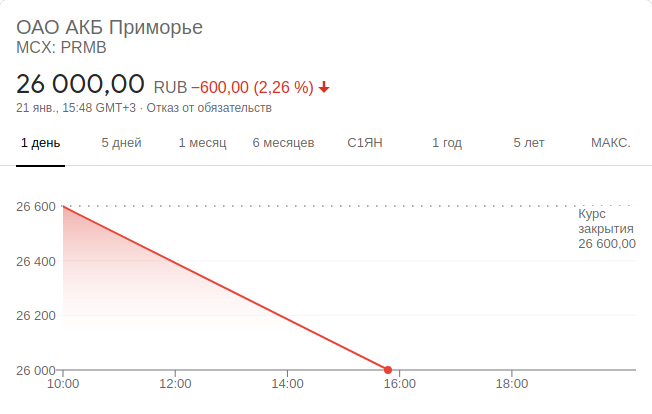 ОАО АКБ Приморье
MCX: PRMB
26 000,00 RUB −600,00 (2,26 %)
21 янв., 15:48 GMT+3 · Отказ от обязательств
1 день 5 дней 1 месяц 6 месяцев С1ЯН 1 год 5 лет МАКС.
26 600
Курс
закрытия
26 600,00
26 400
26 200
26 000
10:00 12:00 14:00 16:00 18:00